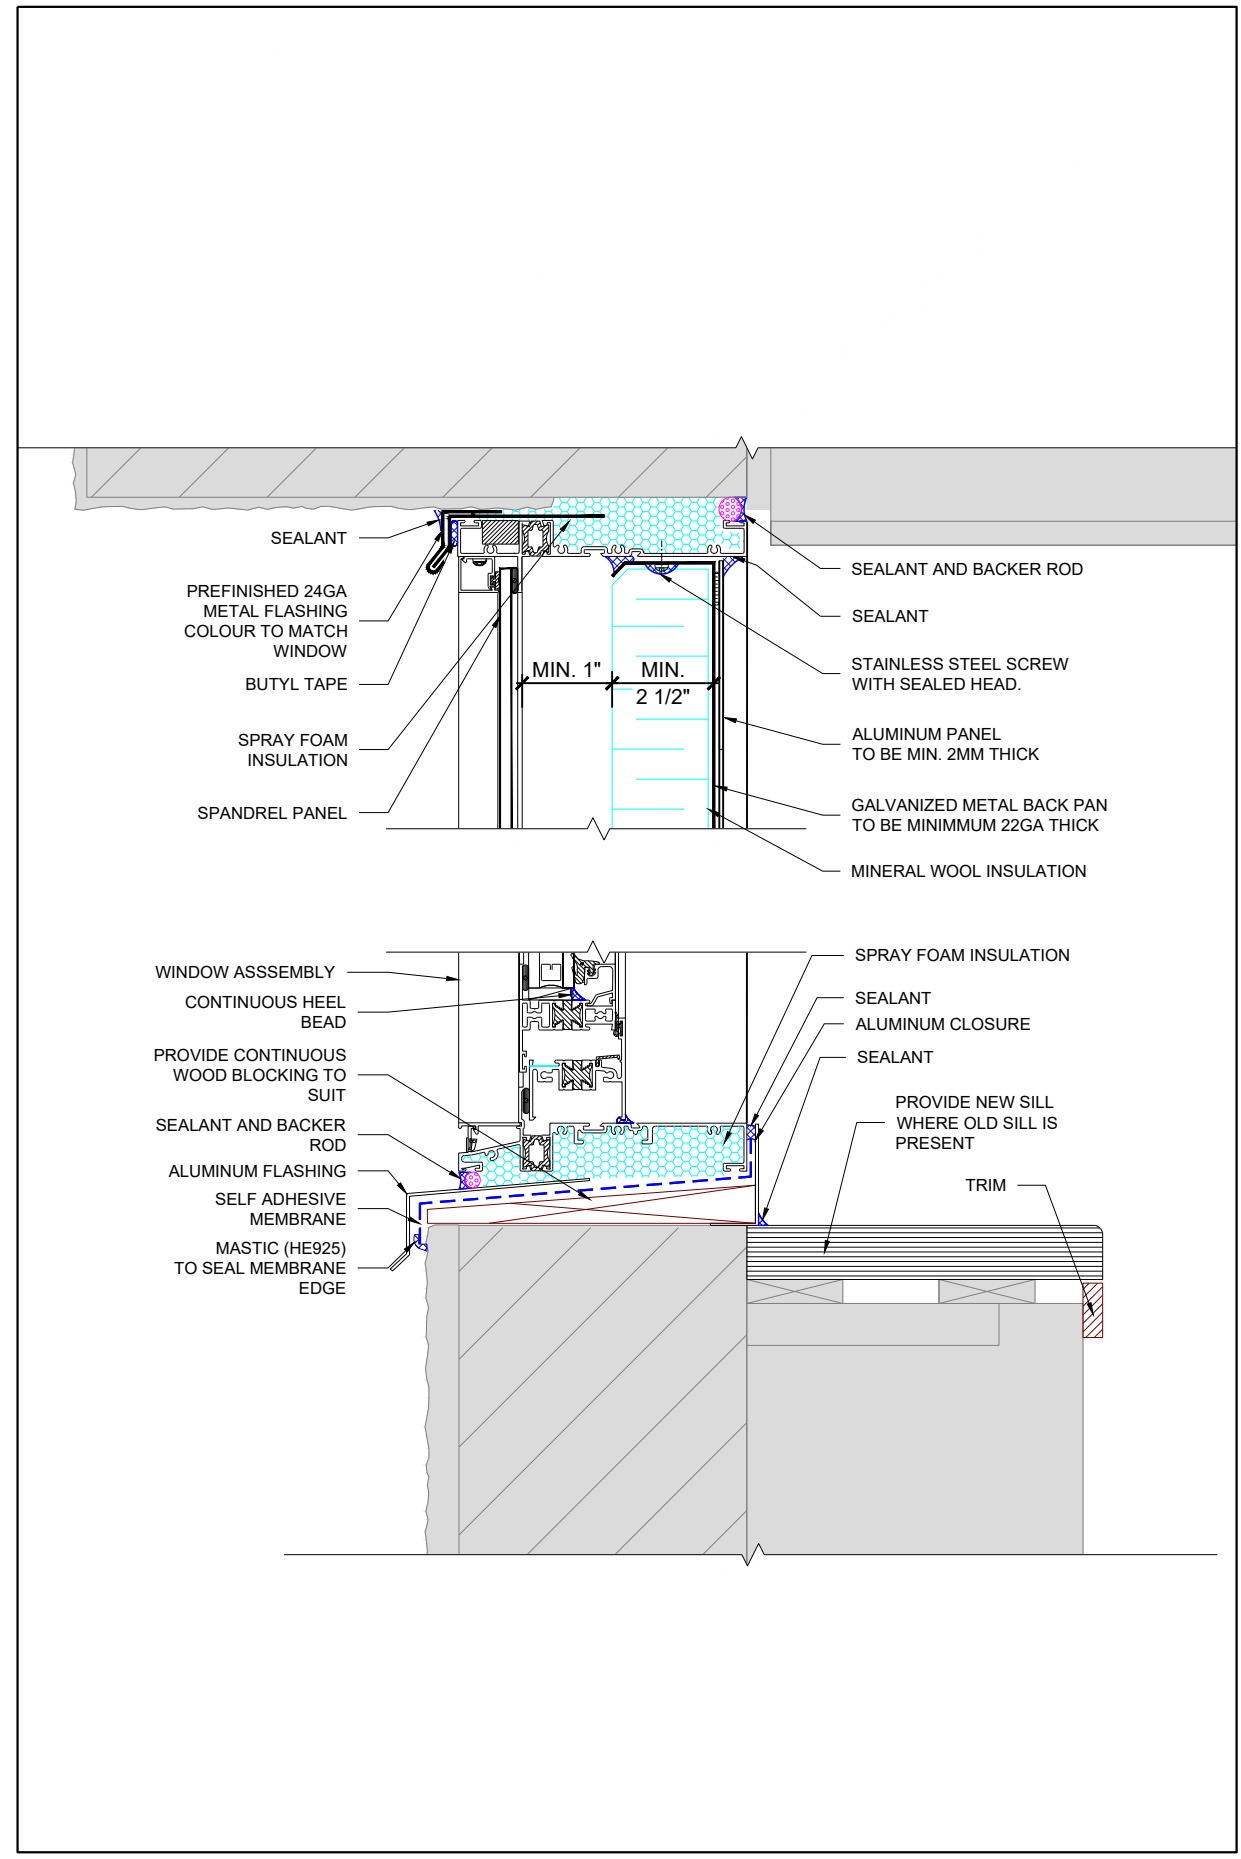 SEALANT
PREFINISHED 24GA
METAL FLASHING
COLOUR TO MATCH
WINDOW
BUTYL TAPE
SPRAY FOAM
INSULATION
SPANDREL PANEL
MIN. 1"
MIN.
2 1/2"
SEALANT AND BACKER ROD
SEALANT
STAINLESS STEEL SCREW
WITH SEALED HEAD.
ALUMINUM PANEL
TO BE MIN. 2MM THICK
GALVANIZED METAL BACK PAN
TO BE MINIMMUM 22GA THICK
MINERAL WOOL INSULATION
WINDOW ASSSEMBLY
CONTINUOUS HEEL
BEAD
PROVIDE CONTINUOUS
WOOD BLOCKING TO
SUIT
SEALANT AND BACKER
ROD
ALUMINUM FLASHING
SELF ADHESIVE
MEMBRANE
MASTIC (HE925)
TO SEAL MEMBRANE
EDGE
SPRAY FOAM INSULATION
SEALANT
ALUMINUM CLOSURE
SEALANT
PROVIDE NEW SILL
WHERE OLD SILL IS
PRESENT
TRIM